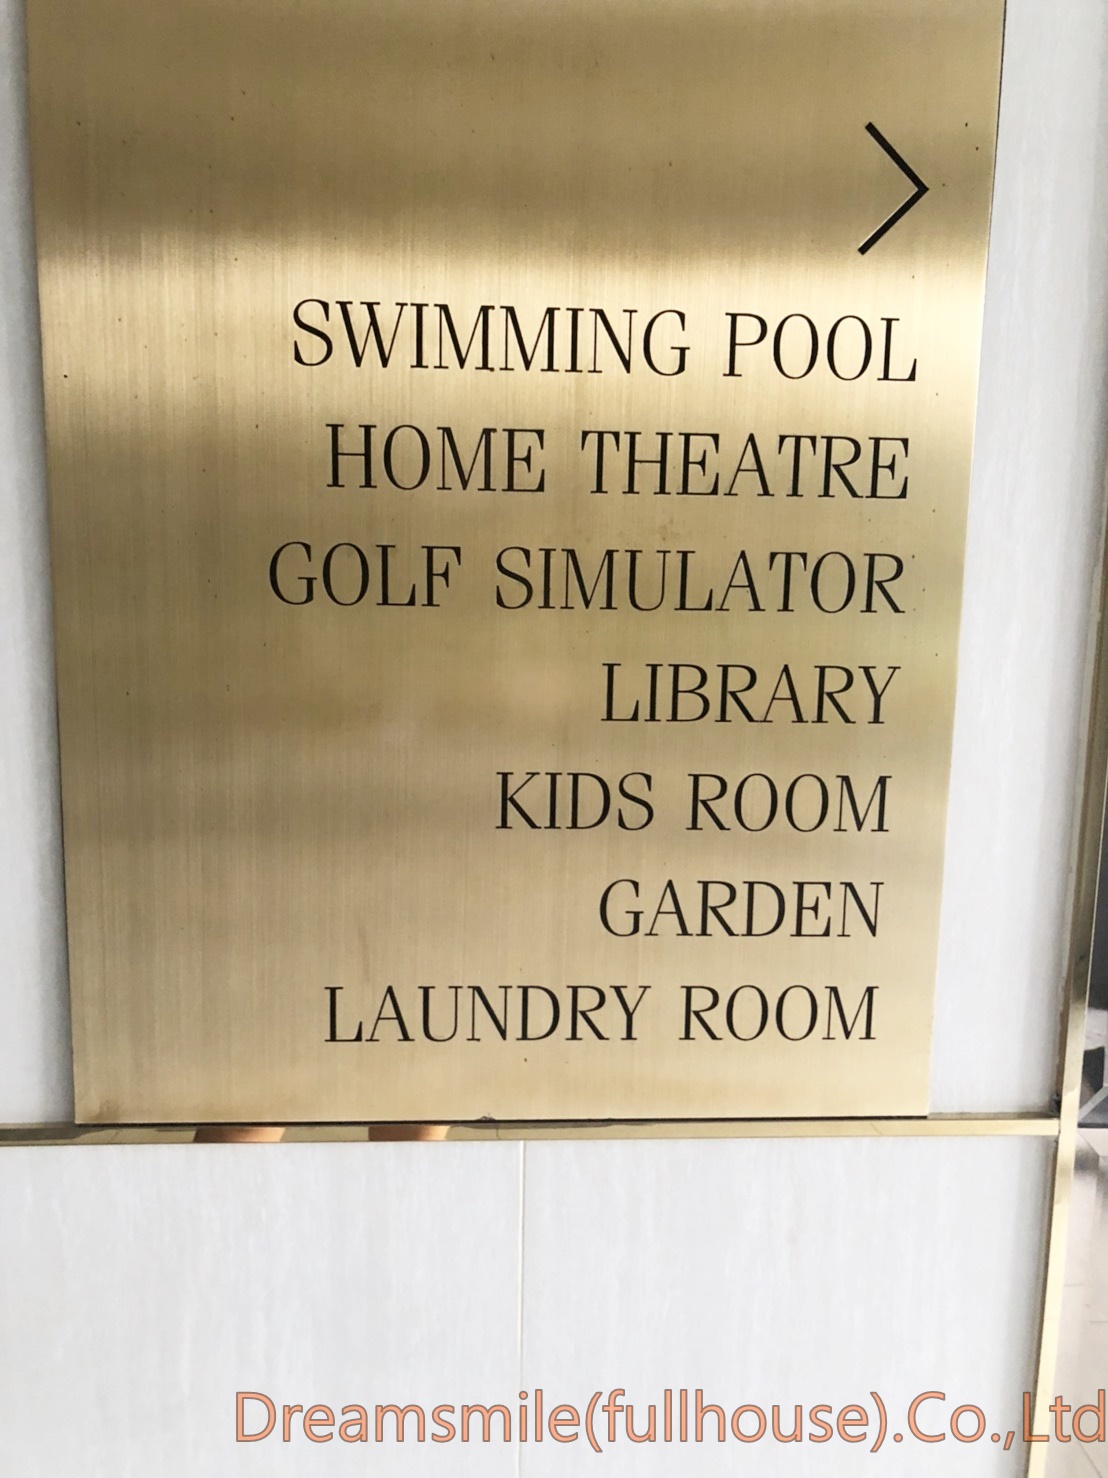 SWIMMING POOL
HOME THEATRE
GOLF SIMULATOR
LIBRARY
KIDS ROOM
GARDEN
LAUNDRY ROOM
Dreamsmile(fullhouse).Co.,Ltd